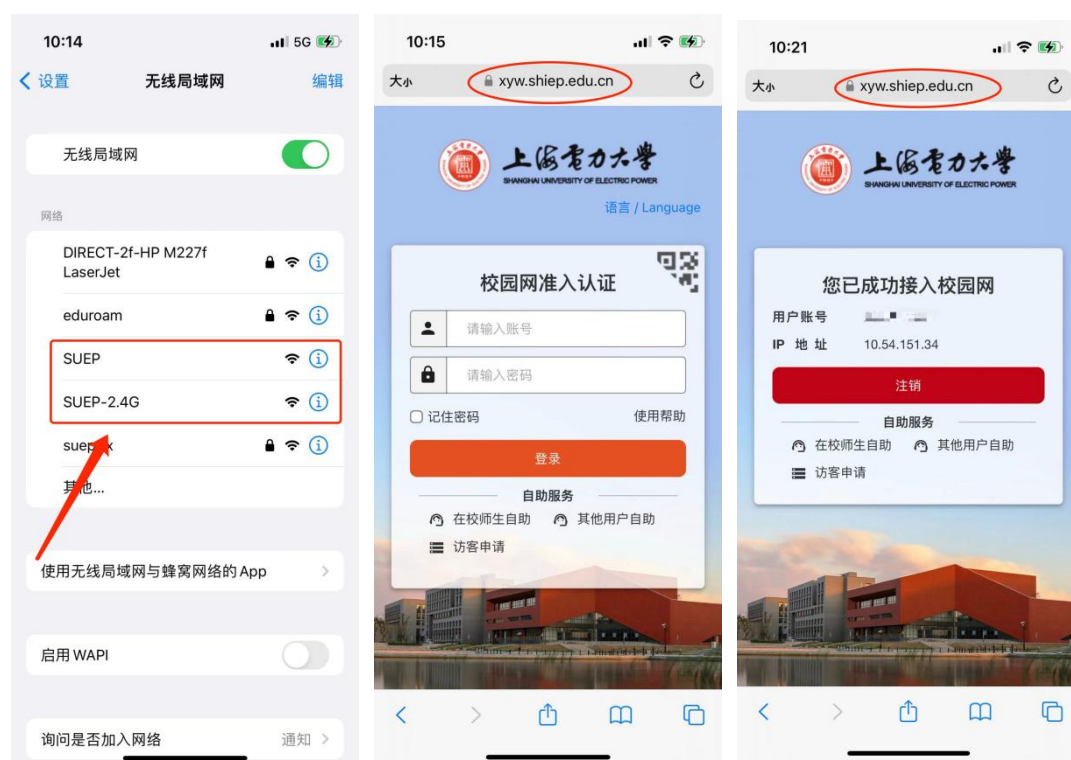 10:14
5G
设置
无线局域网
编辑
无线局域网
网络
DIRECT-2f-HP M227f
LaserJet
eduroam
SUEP
SUEP-2.4G
其他...
使用无线局域网与蜂窝网络的 App
启用 WAPI
询问是否加入网络
通知
10:15
大小
xyw.shiep.edu.cn
上海电力大学
SHANGHAI UNIVERSITY OF ELECTRIC POWER
语言 / Language
校园网准入认证
请输入账号
请输入密码
记住密码
使用帮助
登录
自助服务
在校师生自助
其他用户自助
访客申请
10:21
大小
xyw.shiep.edu.cn
上海电力大学
SHANGHAI UNIVERSITY OF ELECTRIC POWER
您已成功接入校园网
用户账号
IP 地 址 10.54.151.34
注销
自助服务
在校师生自助
其他用户自助
访客申请